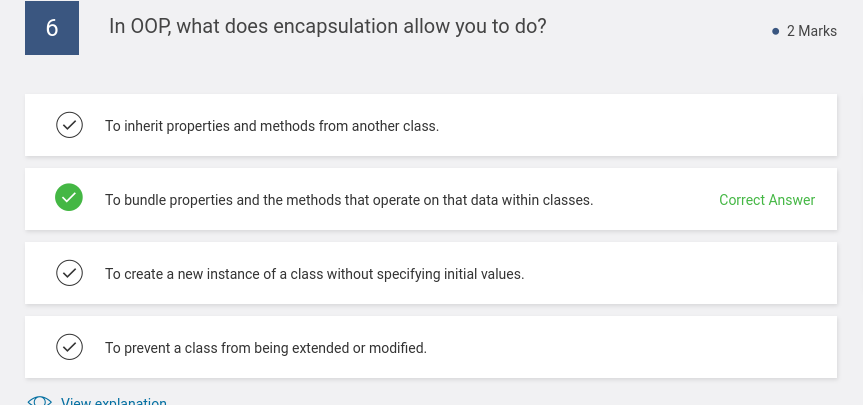 6
In OOP, what does encapsulation allow you to do?
2 Marks
To inherit properties and methods from another class.
To bundle properties and the methods that operate on that data within classes.
Correct Answer
To create a new instance of a class without specifying initial values.
To prevent a class from being extended or modified.
View explanation